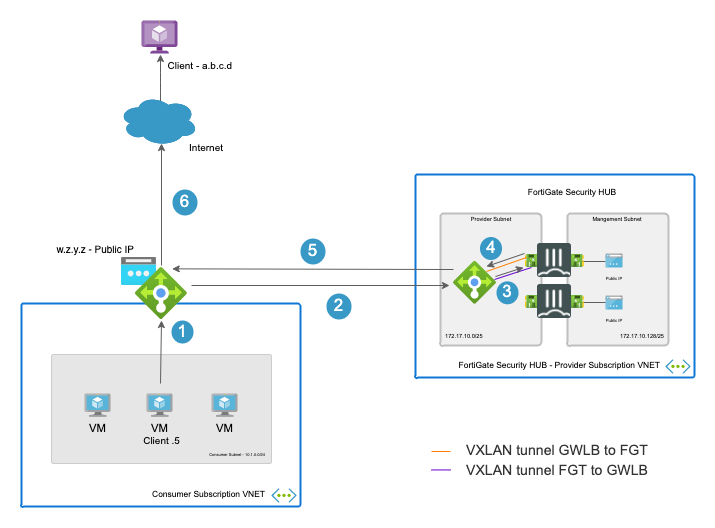 Client - a.b.c.d
Internet
6
w.z.y.z - Public IP
5
2
1
VM
VM
VM
Client .5
Consumer Subnet - 10.1.0.0/24
Consumer Subscription VNET
FortiGate Security HUB
Provider Subnet
Mangement Subnet
4
3
Public IP
Public IP
172.17.10.0/25
172.17.10.128/25
FortiGate Security HUB - Provider Subscription VNET
VXLAN tunnel GWLB to FGT
VXLAN tunnel FGT to GWLB